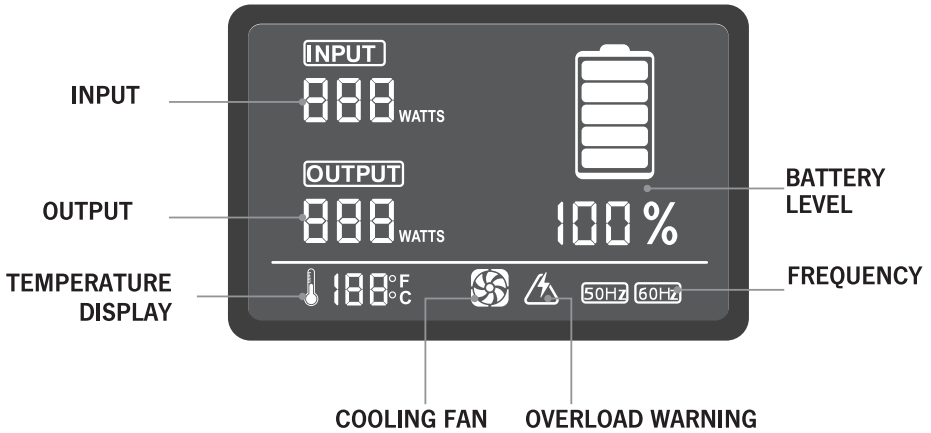 INPUT
INPUT
888 WATTS
OUTPUT
OUTPUT
888 WATTS
BATTERY
LEVEL
100%
TEMPERATURE
DISPLAY
188°F
°C
50Hz 60Hz
FREQUENCY
COOLING FAN OVERLOAD WARNING